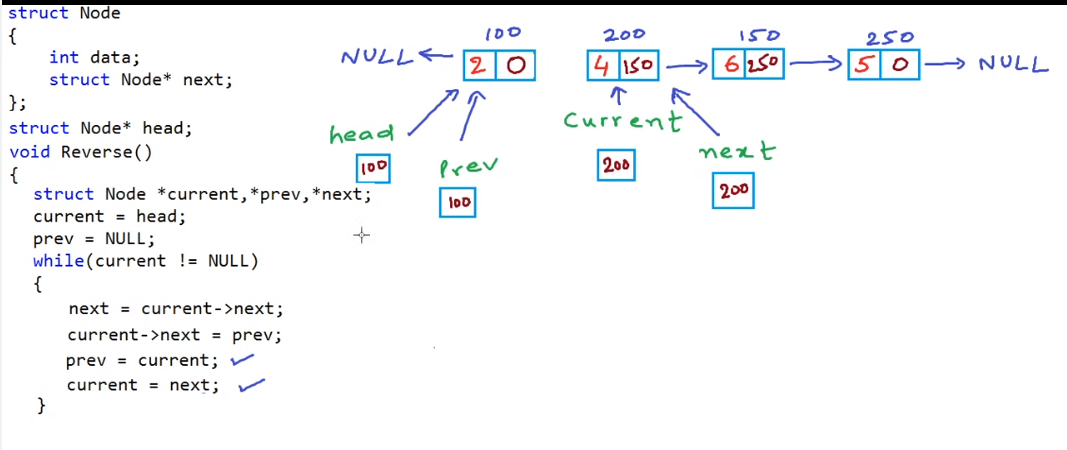 struct Node
{
int data;
struct Node* next;
};
struct Node* head;
void Reverse()
{
struct Node *current,*prev,*next;
current = head;
prev = NULL;
while(current != NULL)
{
next = current->next;
current->next = prev;
prev = current;
current = next;
}
100 200 150 250
NULL 2 0 4 150 6 250 5 0 NULL
head Prev Current next
100 100 200 200